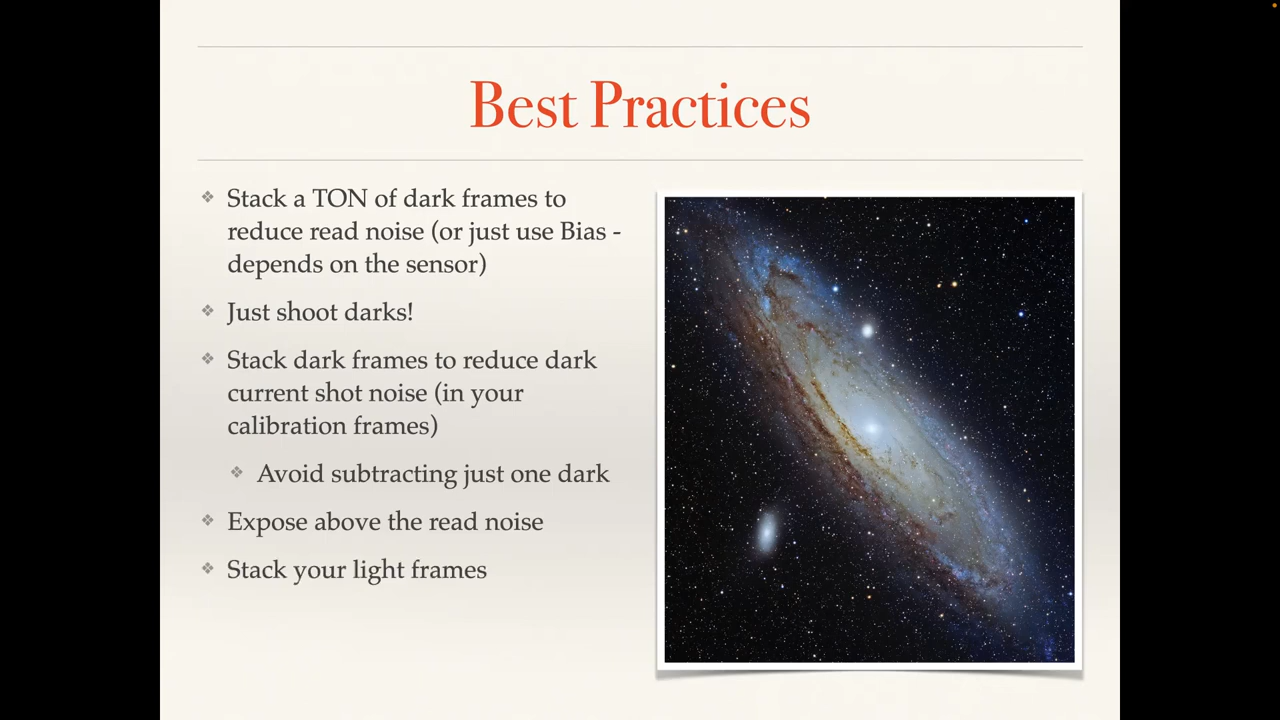 Best Practices
Stack a TON of dark frames to
reduce read noise (or just use Bias -
depends on the sensor)
Just shoot darks!
Stack dark frames to reduce dark
current shot noise (in your
calibration frames)
Avoid subtracting just one dark
Expose above the read noise
Stack your light frames